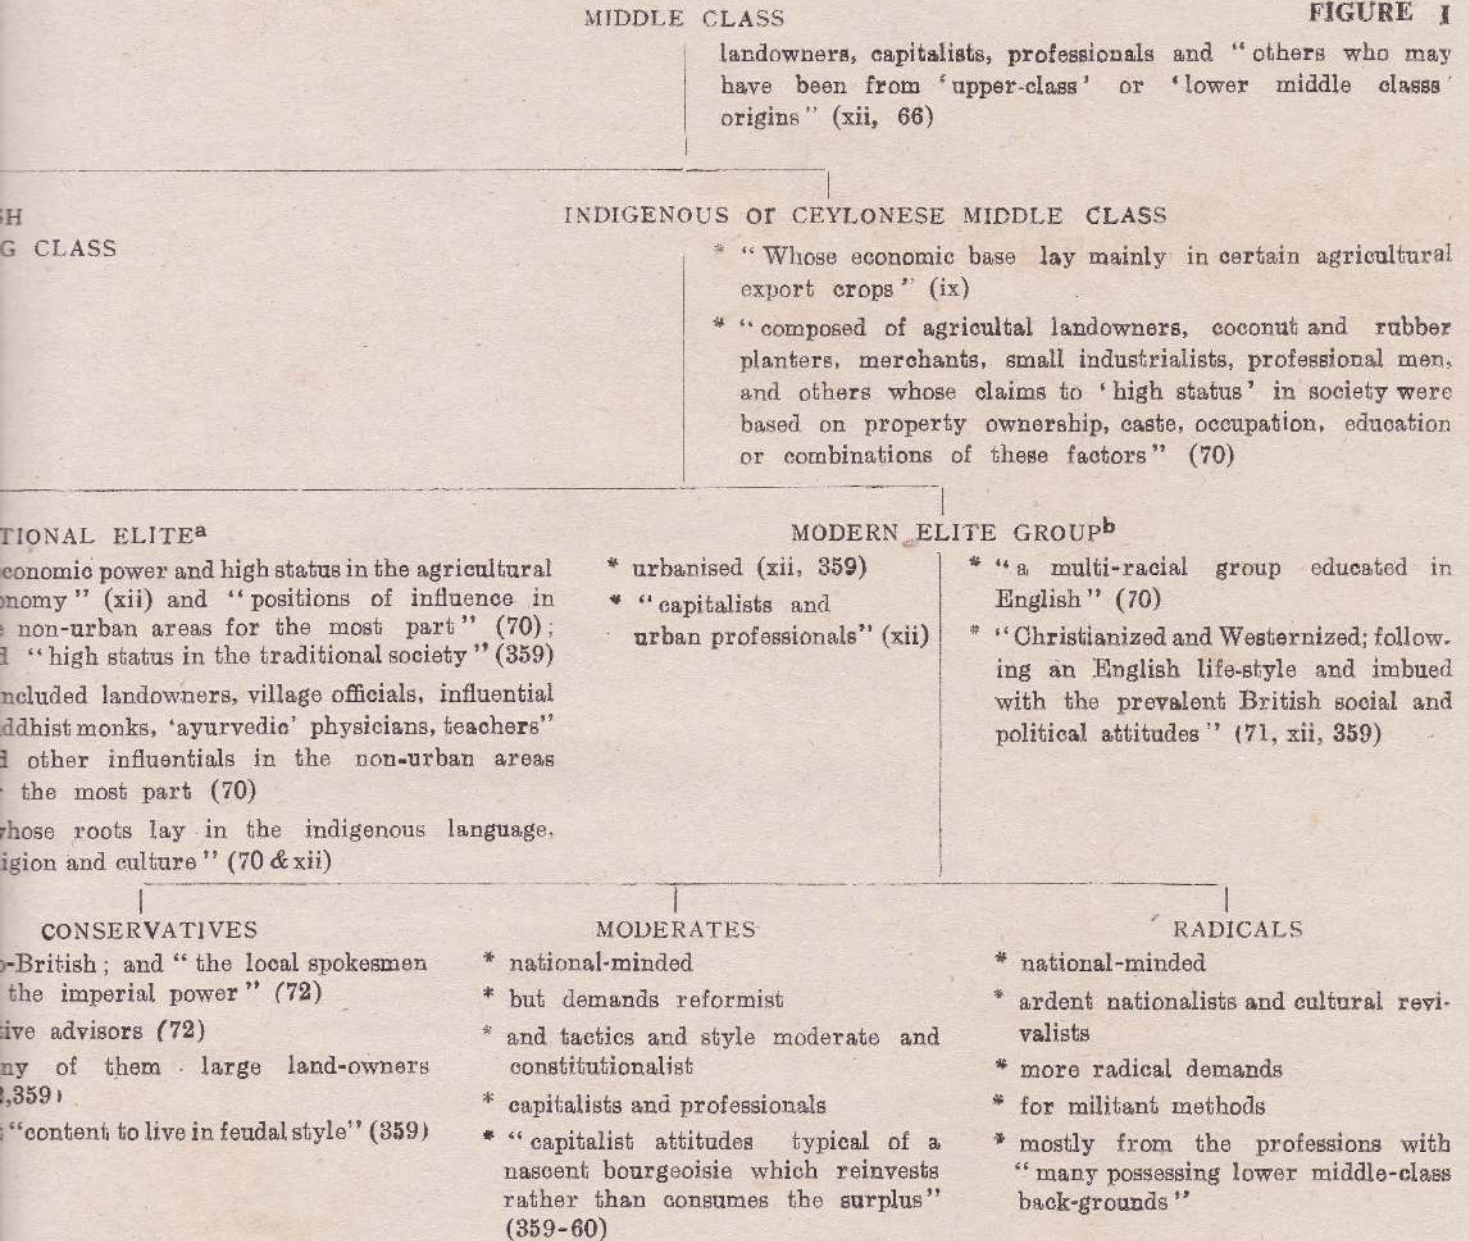 MIDDLE CLASS
FIGURE I
landowners, capitalists, professionals and “others who may
have been from ‘upper-class’ or ‘lower middle classs’
origins” (xii, 66)
SH
G CLASS
INDIGENOUS or CEYLONESE MIDDLE CLASS
* “Whose economic base lay mainly in certain agricultural
export crops” (ix)
* “composed of agricultal landowners, coconut and rubber
planters, merchants, small industrialists, professional men,
and others whose claims to ‘high status’ in society were
based on property ownership, caste, occupation, education
or combinations of these factors” (70)
TIONAL ELITEa
conomic power and high status in the agricultural
onomy” (xii) and “positions of influence in
e non-urban areas for the most part” (70);
d “high status in the traditional society” (359)
ncluded landowners, village officials, influential
ddhist monks, ‘ayurvedic’ physicians, teachers”
d other influentials in the non-urban areas
r the most part (70)
whose roots lay in the indigenous language,
igion and culture” (70 & xii)
MODERN ELITE GROUPb
* urbanised (xii, 359)
* “capitalists and
urban professionals” (xii)
* “a multi-racial group educated in
English” (70)
* “Christianized and Westernized; follow-
ing an English life-style and imbued
with the prevalent British social and
political attitudes” (71, xii, 359)
CONSERVATIVES
o-British; and “the local spokesmen
the imperial power” (72)
tive advisors (72)
ny of them large land-owners
2,359)
: “content to live in feudal style” (359)
MODERATES
* national-minded
* but demands reformist
* and tactics and style moderate and
constitutionalist
* capitalists and professionals
* “capitalist attitudes typical of a
nascent bourgeoisie which reinvests
rather than consumes the surplus”
(359-60)
RADICALS
* national-minded
* ardent nationalists and cultural revi-
valists
* more radical demands
* for militant methods
* mostly from the professions with
“many possessing lower middle-class
back-grounds”